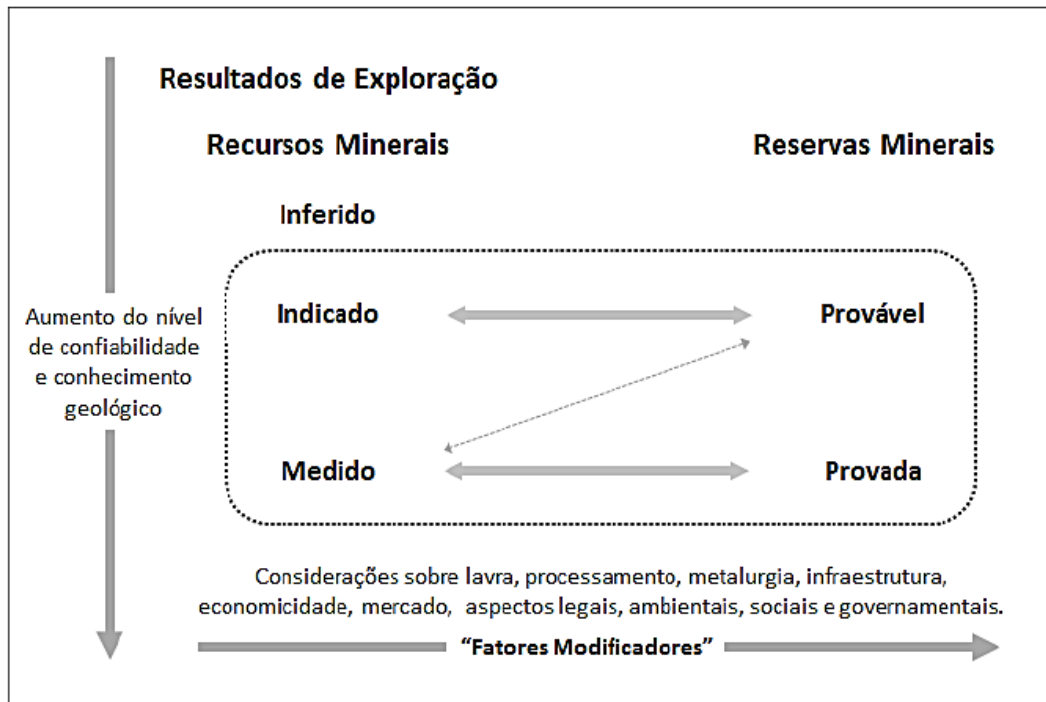 Resultados de Exploração
Recursos Minerais
Reservas Minerais
Inferido
Indicado
Provável
Aumento do nível
de confiabilidade
e conhecimento
geológico
Medido
Provada
Considerações sobre lavra, processamento, metalurgia, infraestrutura,
economicidade, mercado, aspectos legais, ambientais, sociais e governamentais.
“Fatores Modificadores”